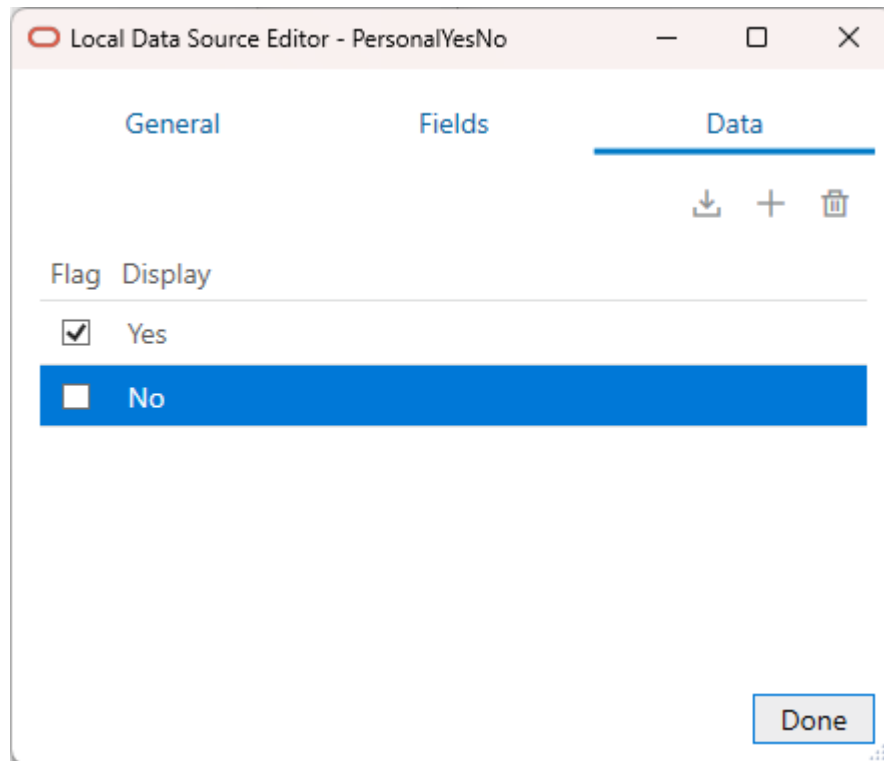 Local Data Source Editor - PersonalYesNo
General Fields Data
Flag Display
Yes
No
Done